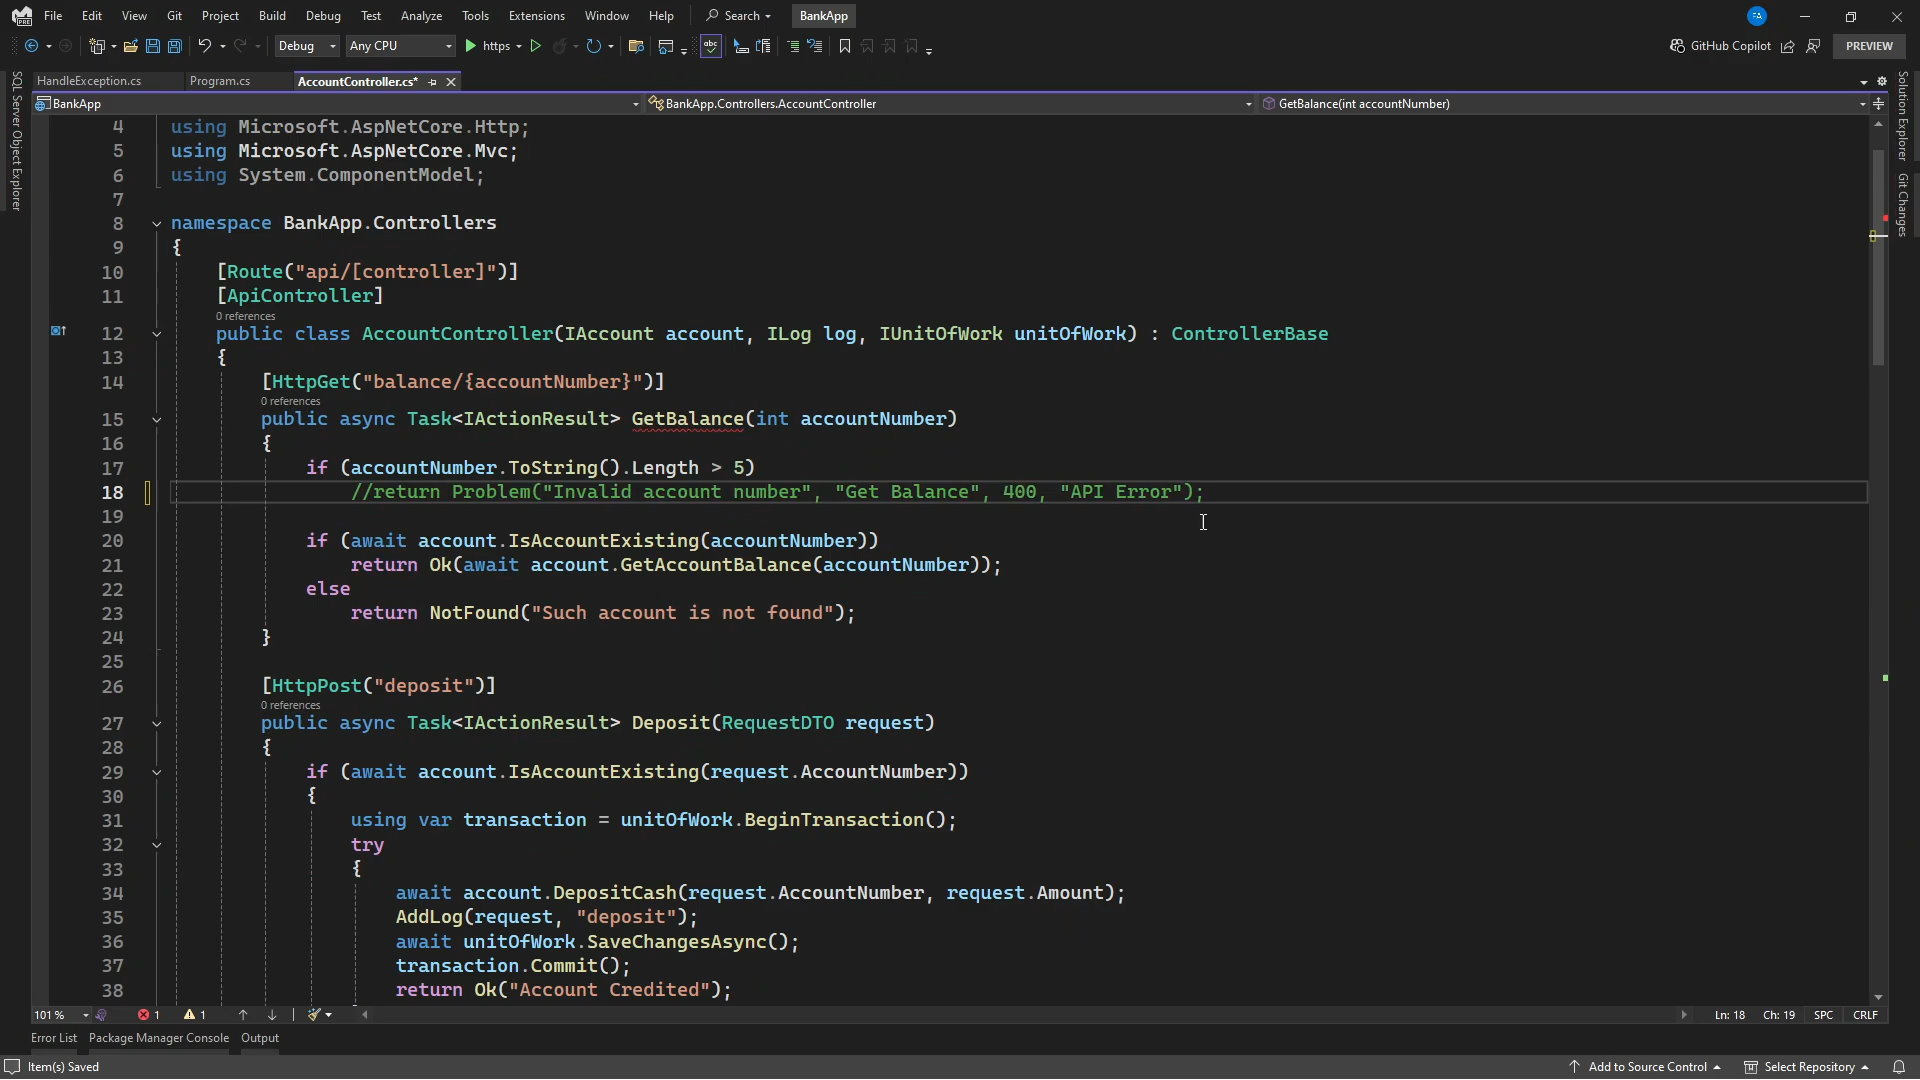 File Edit View Git Project Build Debug Test Analyze Tools Extensions Window Help Search BankApp FA
Debug Any CPU https abc GitHub Copilot PREVIEW
HandleException.cs Program.cs AccountController.cs*
BankApp BankApp.Controllers.AccountController GetBalance(int accountNumber)
SQL Server Object Explorer
Solution Explorer
Git Changes
4 using Microsoft.AspNetCore.Http;
5 using Microsoft.AspNetCore.Mvc;
6 using System.ComponentModel;
7
8 namespace BankApp.Controllers
9 {
10 [Route("api/[controller]")]
11 [ApiController]
0 references
12 public class AccountController(IAccount account, ILog log, IUnitOfWork unitOfWork) : ControllerBase
13 {
14 [HttpGet("balance/{accountNumber}")]
0 references
15 public async Task<IActionResult> GetBalance(int accountNumber)
16 {
17 if (accountNumber.ToString().Length > 5)
18 //return Problem("Invalid account number", "Get Balance", 400, "API Error");
19
20 if (await account.IsAccountExisting(accountNumber))
21 return Ok(await account.GetAccountBalance(accountNumber));
22 else
23 return NotFound("Such account is not found");
24 }
25
26 [HttpPost("deposit")]
0 references
27 public async Task<IActionResult> Deposit(RequestDTO request)
28 {
29 if (await account.IsAccountExisting(request.AccountNumber))
30 {
31 using var transaction = unitOfWork.BeginTransaction();
32 try
33 {
34 await account.DepositCash(request.AccountNumber, request.Amount);
35 AddLog(request, "deposit");
36 await unitOfWork.SaveChangesAsync();
37 transaction.Commit();
38 return Ok("Account Credited");
101 % 1 1 Ln: 18 Ch: 19 SPC CRLF
Error List Package Manager Console Output
Item(s) Saved Add to Source Control Select Repository